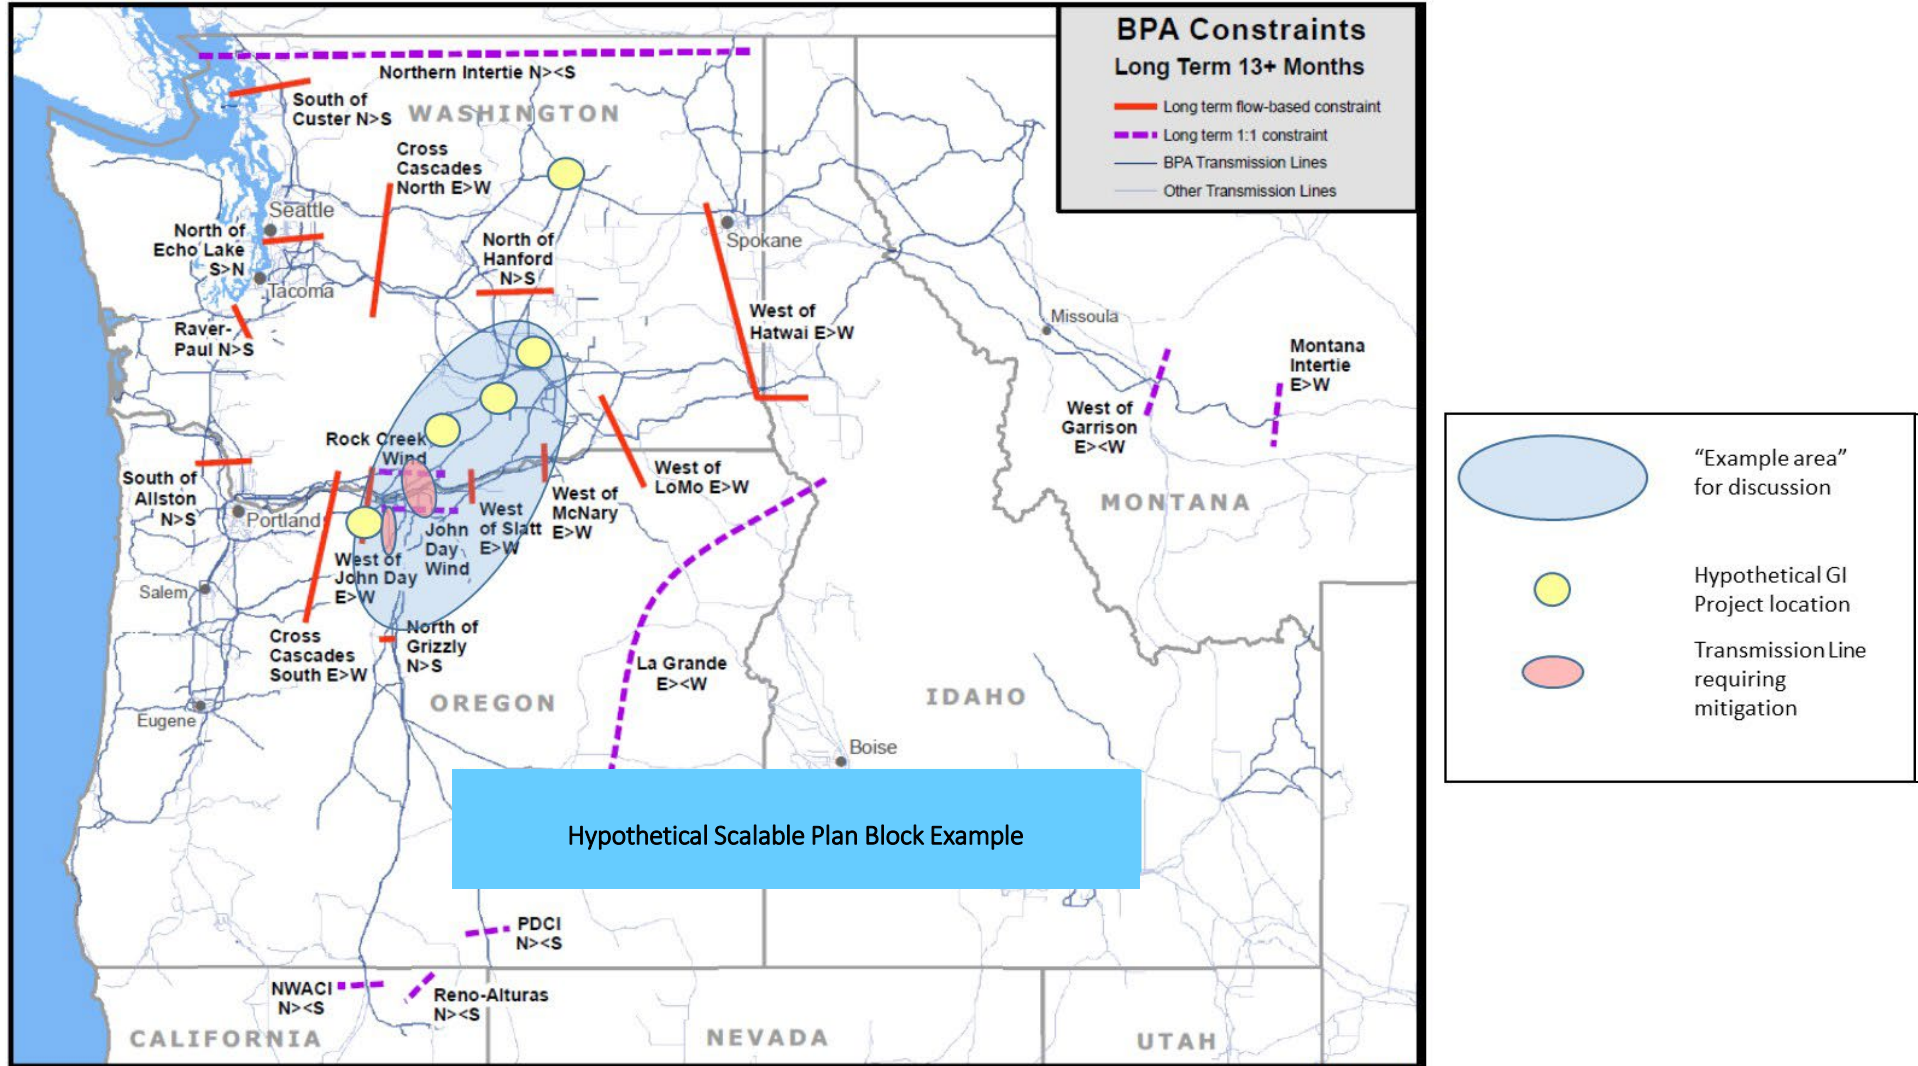 BPA Constraints
Long Term 13+ Months
Long term flow-based constraint
Long term 1:1 constraint
BPA Transmission Lines
Other Transmission Lines
Northern Intertie N><S
South of
Custer N>S
WASHINGTON
Cross
Cascades
North E>W
Seattle
North of
Echo Lake
S>N
Tacoma
North of
Hanford
N>S
Spokane
Raver-
Paul N>S
West of
Hatwai E>W
Missoula
Montana
Intertie
E>W
West of
Garrison
E><W
MONTANA
Rock Creek
Wind
South of
Allston
N>S
Portland
West of
LoMo E>W
West of
McNary
E>W
West
of Slatt
E>W
John
Day
Wind
West of
John Day
E>W
Salem
Cross
Cascades
South E>W
North of
Grizzly
N>S
La Grande
E><W
OREGON
IDAHO
Eugene
Boise
Hypothetical Scalable Plan Block Example
PDCI
N><S
NWACI
N><S
Reno-Alturas
N><S
CALIFORNIA
NEVADA
UTAH
“Example area”
for discussion
Hypothetical GI
Project location
Transmission Line
requiring
mitigation